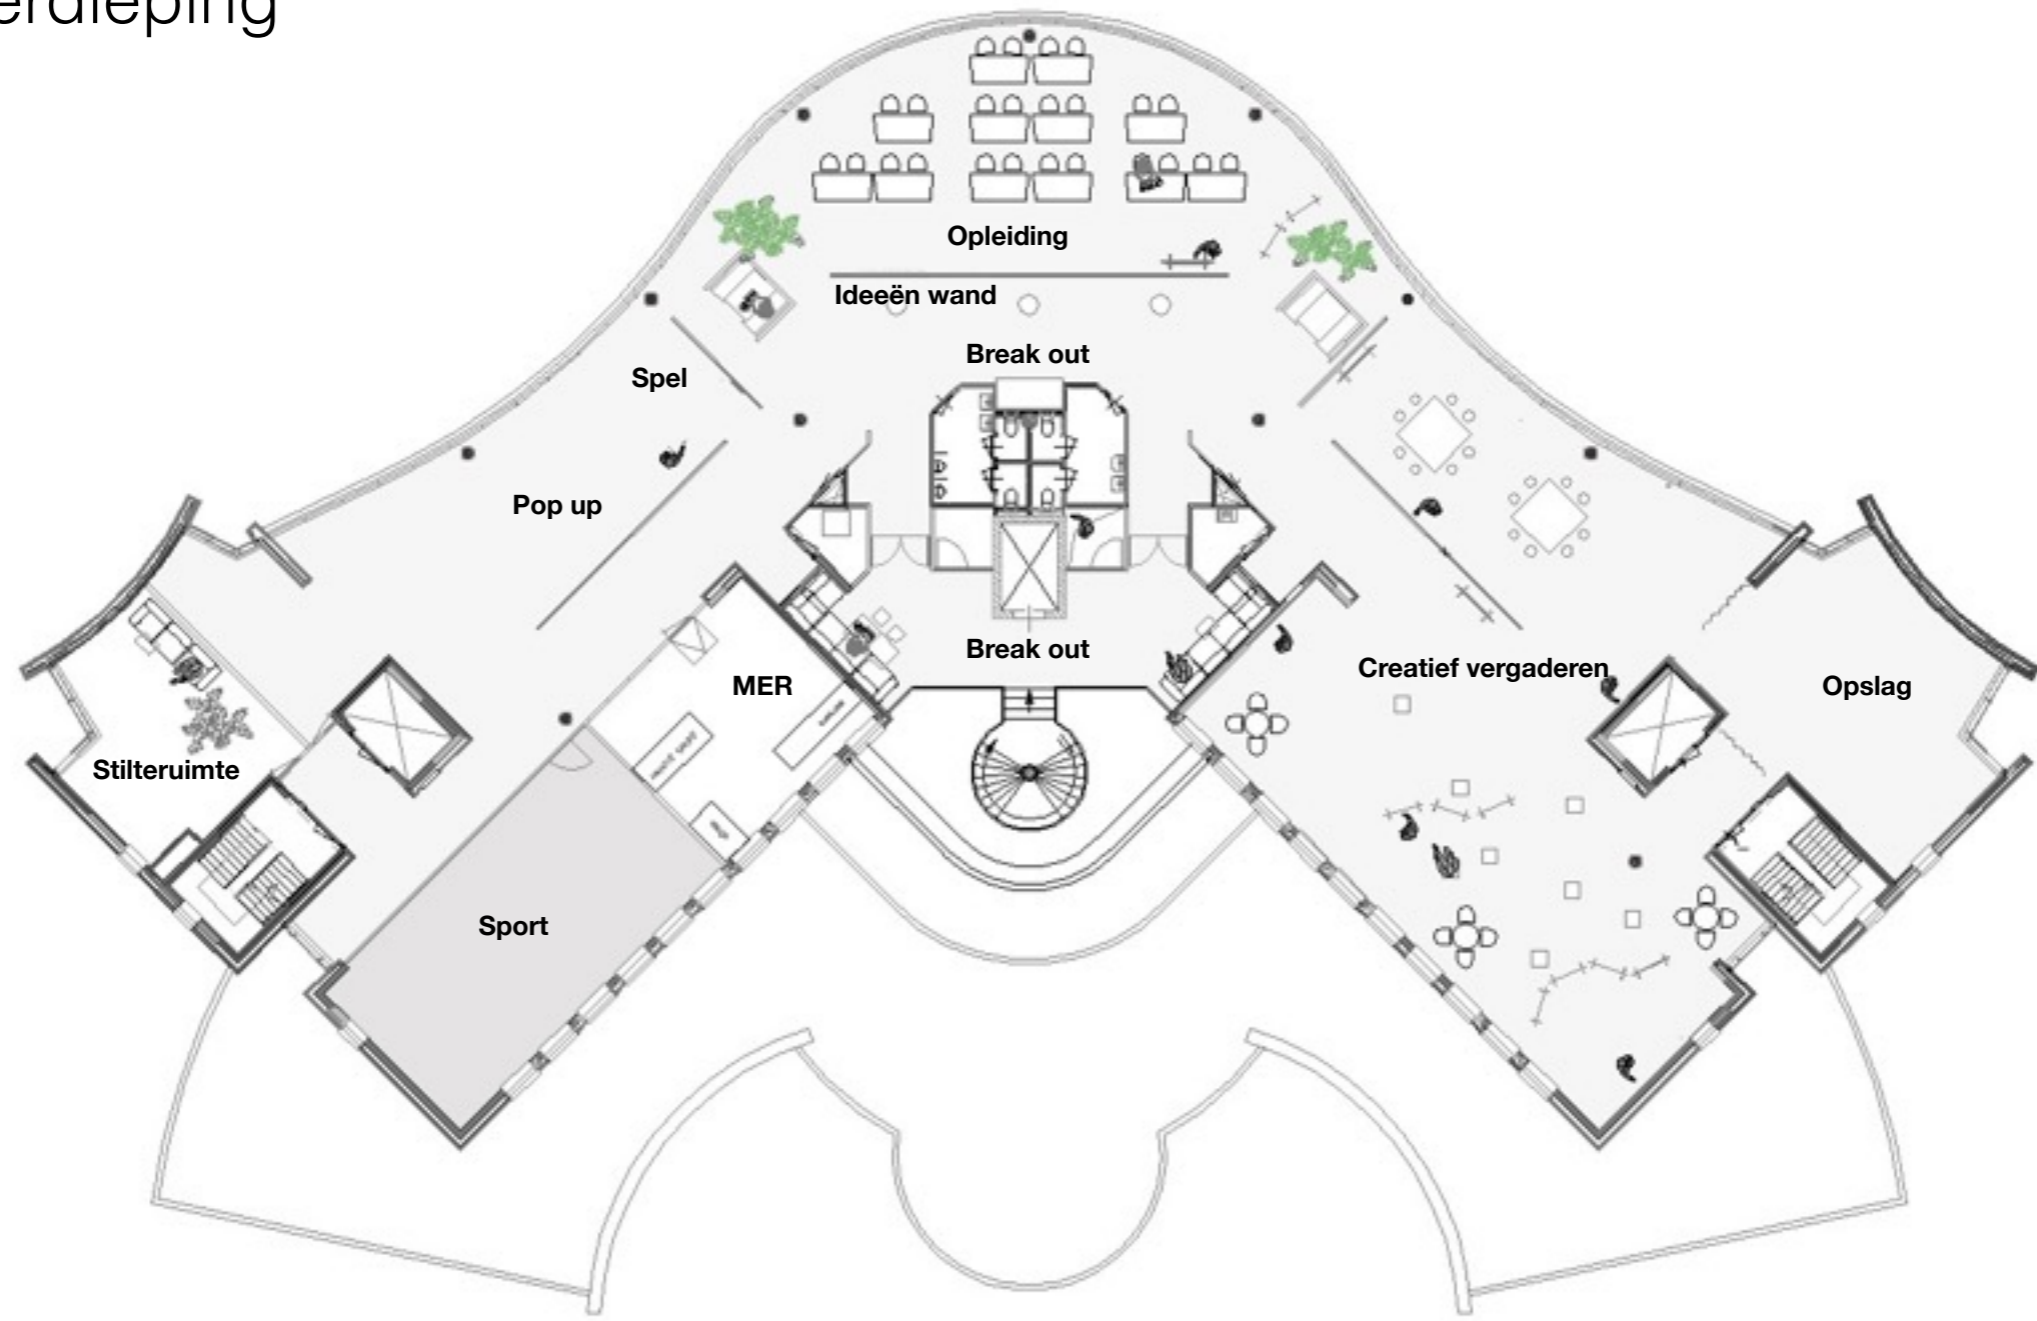 erdieping
Opleiding
Ideeën wand
Break out
Spel
Pop up
Break out
Creatief vergaderen
MER
Opslag
Stilteruimte
Sport